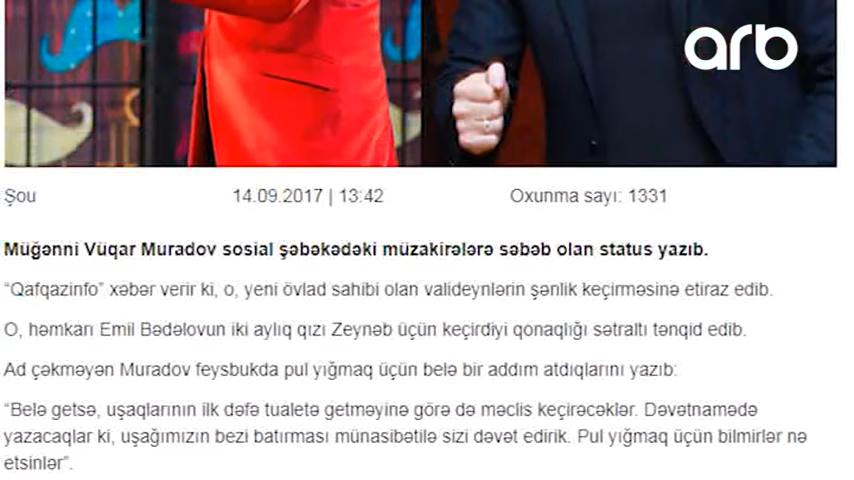 arb
Şou 14.09.2017 | 13:42 Oxunma sayı: 1331
Müğənni Vüqar Muradov sosial şəbəkədəki müzakirələrə səbəb olan status yazıb.
“Qafqazinfo” xəbər verir ki, o, yeni övlad sahibi olan valideynlərin şənlik keçirməsinə etiraz edib.
O, həmkarı Emil Bədəlovun iki aylıq qızı Zeynəb üçün keçirdiyi qonaqlığı sətraltı tənqid edib.
Ad çəkməyən Muradov feysbukda pul yığmaq üçün belə bir addım atdıqlarını yazıb:
“Belə getsə, uşaqlarının ilk dəfə tualetə getməyinə görə də məclis keçirəcəklər. Dəvətnamədə
yazacaqlar ki, uşağımızın bezi batırması münasibətilə sizi dəvət edirik. Pul yığmaq üçün bilmirlər nə
etsinlər”.